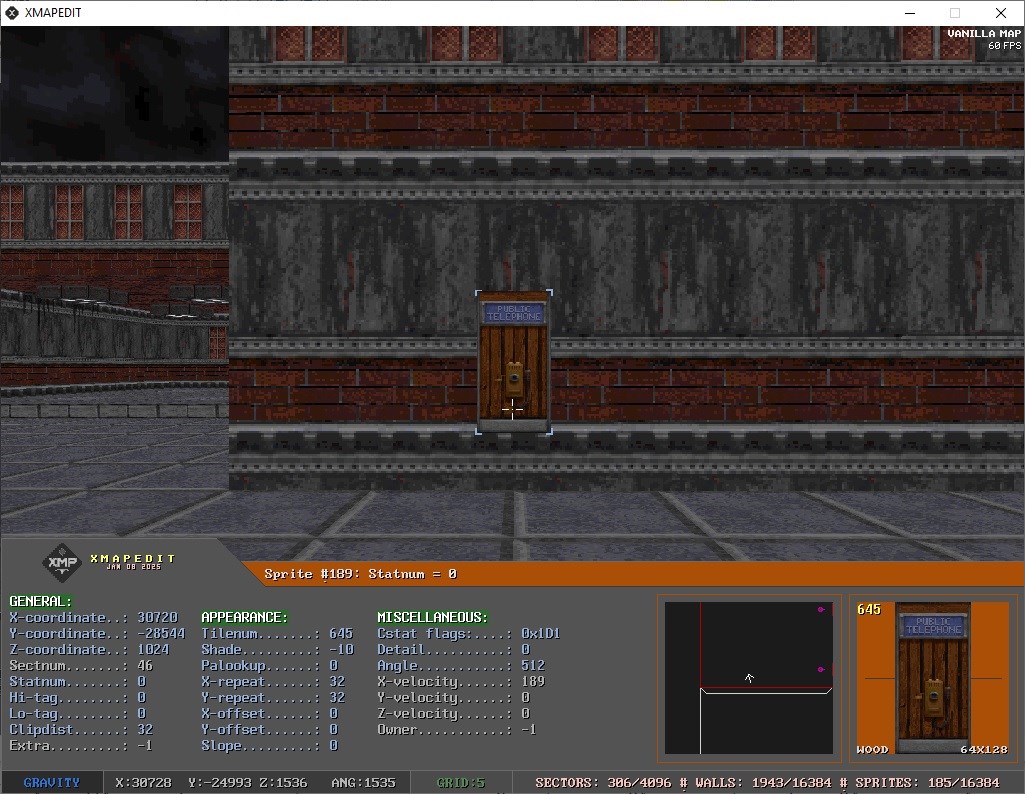 XMAPEDIT
VANILLA MAP
60 FPS
PUBLIC
TELEPHONE
XMP
XMAPEDIT
JAN 08 2025
Sprite #189: Statnum = 0
GENERAL:
X-coordinate..: 30720
Y-coordinate..: -28544
Z-coordinate..: 1024
Sectnum.......: 46
Statnum.......: 0
Hi-tag........: 0
Lo-tag........: 0
Clipdist......: 32
Extra.........: -1
APPEARANCE:
Tilenum.......: 645
Shade.........: -10
Palookup......: 0
X-repeat......: 32
Y-repeat......: 32
X-offset......: 0
Y-offset......: 0
Slope.........: 0
MISCELLANEOUS:
Cstat flags:....: 0x1D1
Detail..........: 0
Angle...........: 512
X-velocity......: 189
Y-velocity......: 0
Z-velocity......: 0
Owner...........: -1
645
PUBLIC
TELEPHONE
WOOD 64X128
GRAVITY X:30728 Y:-24993 Z:1536 ANG:1535 GRID:5 SECTORS: 306/4096 # WALLS: 1943/16384 # SPRITES: 185/16384